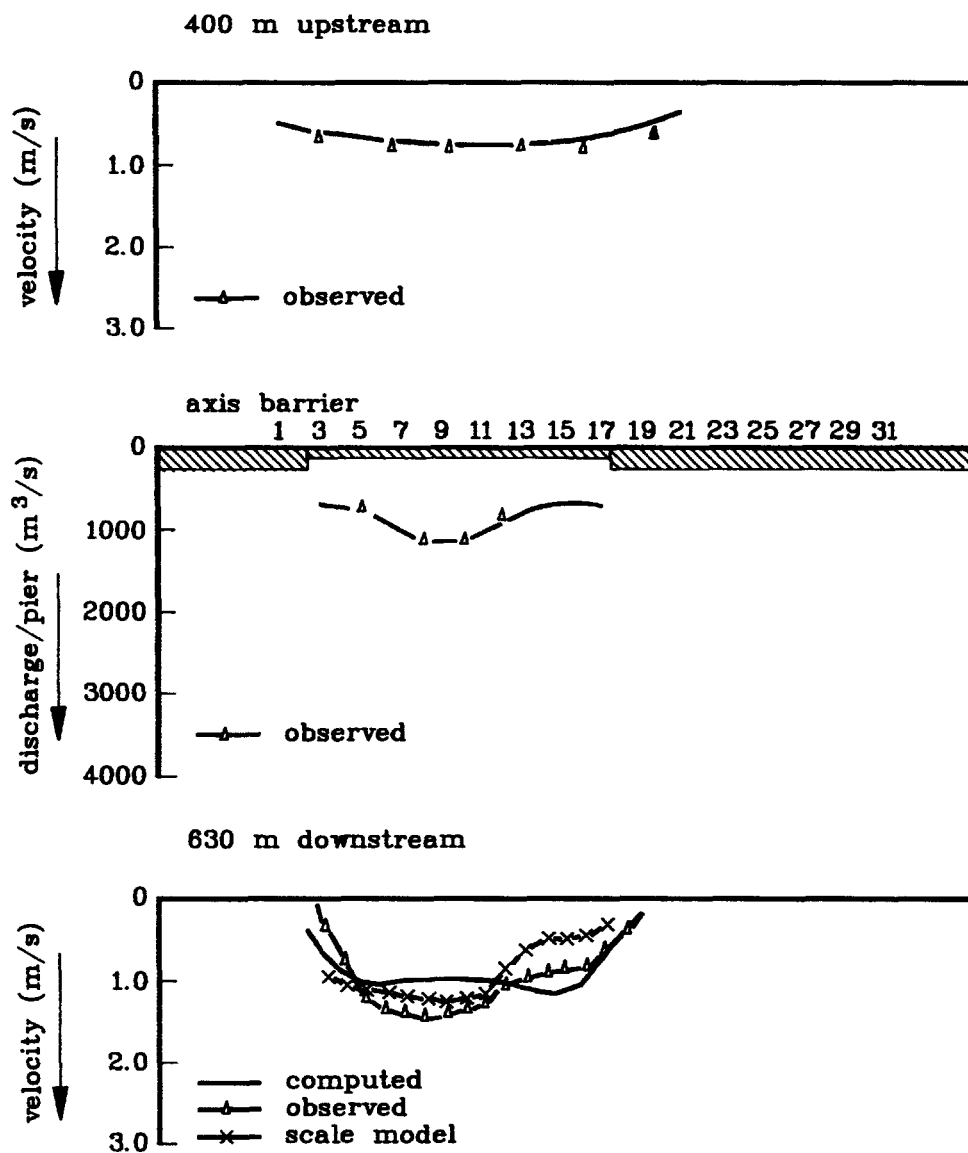 400 m upstream
0
1.0
2.0
3.0
velocity (m/s)
observed
axis barrier
1 3 5 7 9 11 13 15 17 19 21 23 25 27 29 31
0
1000
2000
3000
4000
discharge/pier (m³/s)
observed
630 m downstream
0
1.0
2.0
3.0
velocity (m/s)
computed
observed
scale model